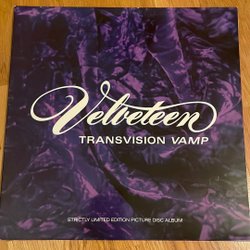 Velveteen
TRANSVISION VAMP
STRICTLY LIMITED EDITION PICTURE DISC ALBUM